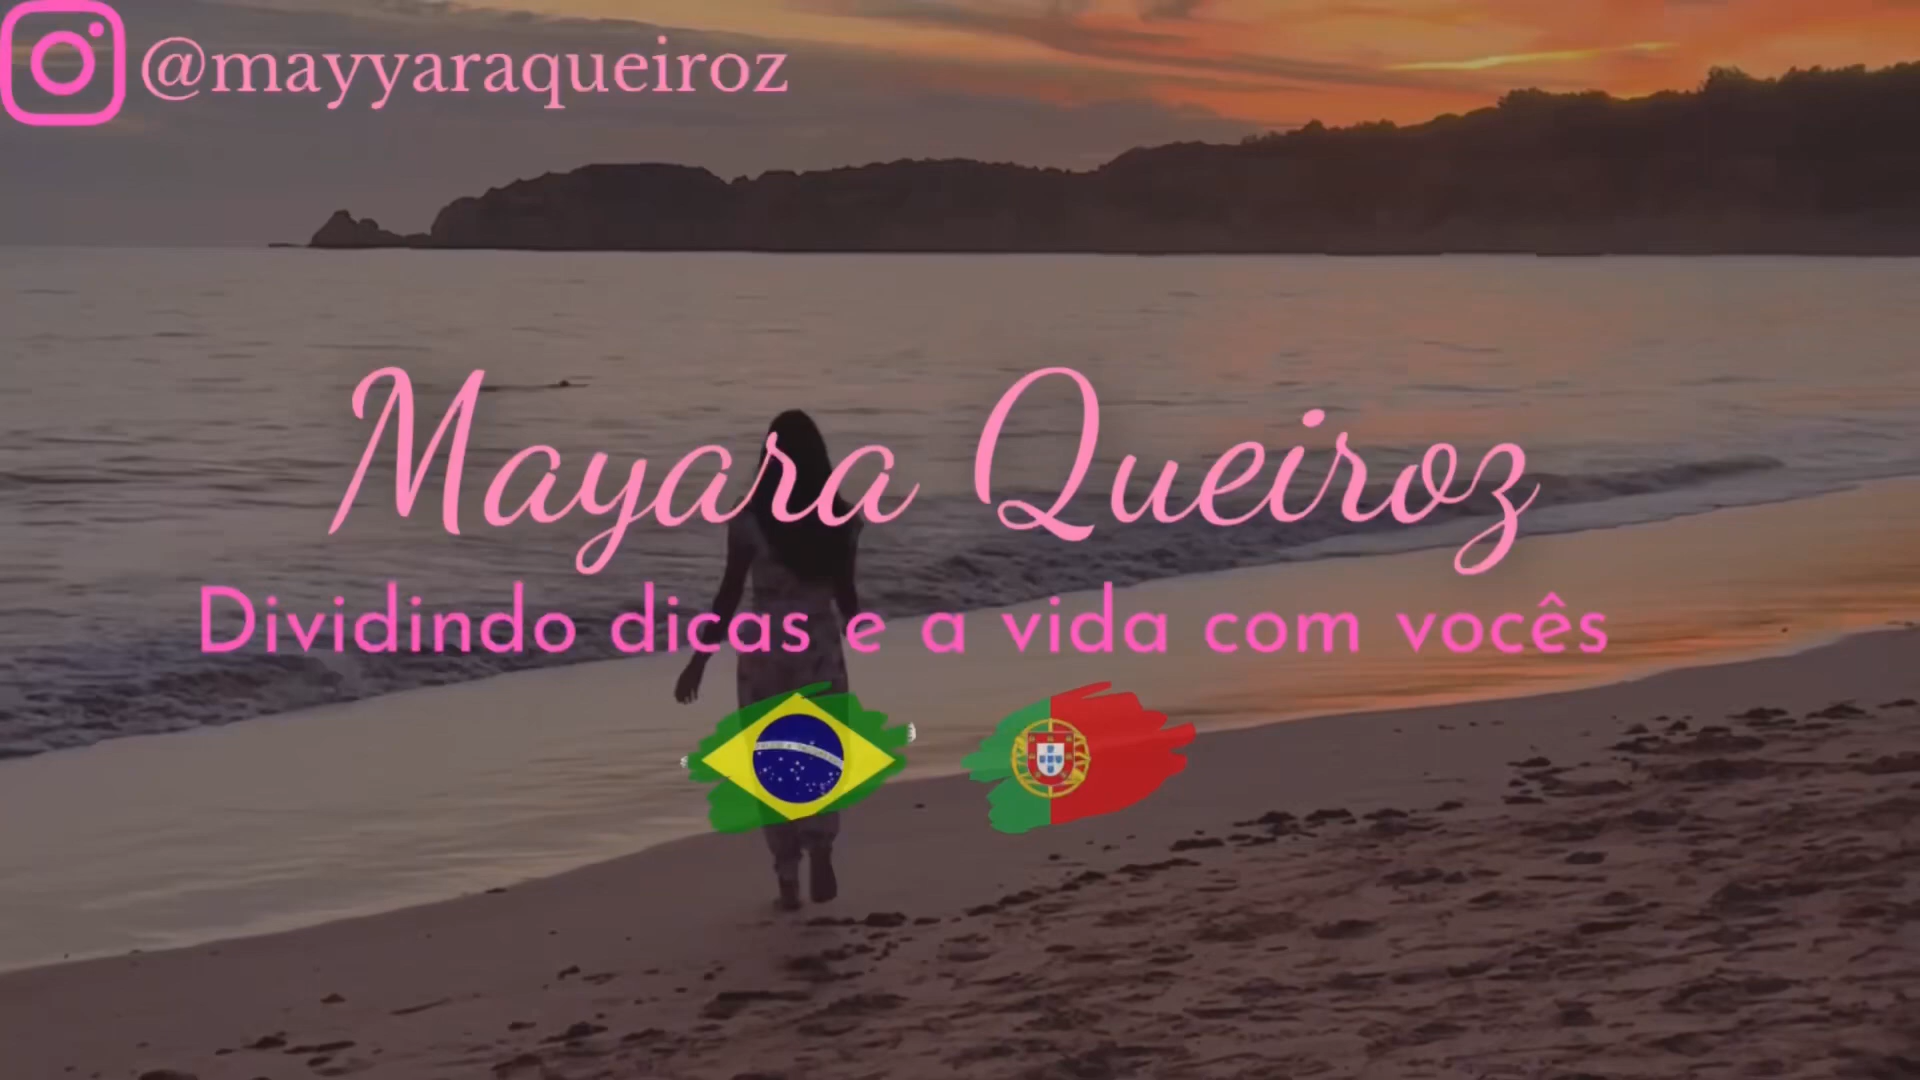 @mayyaraqueiroz
Mayara Queiroz
Dividindo dicas e a vida com vocês